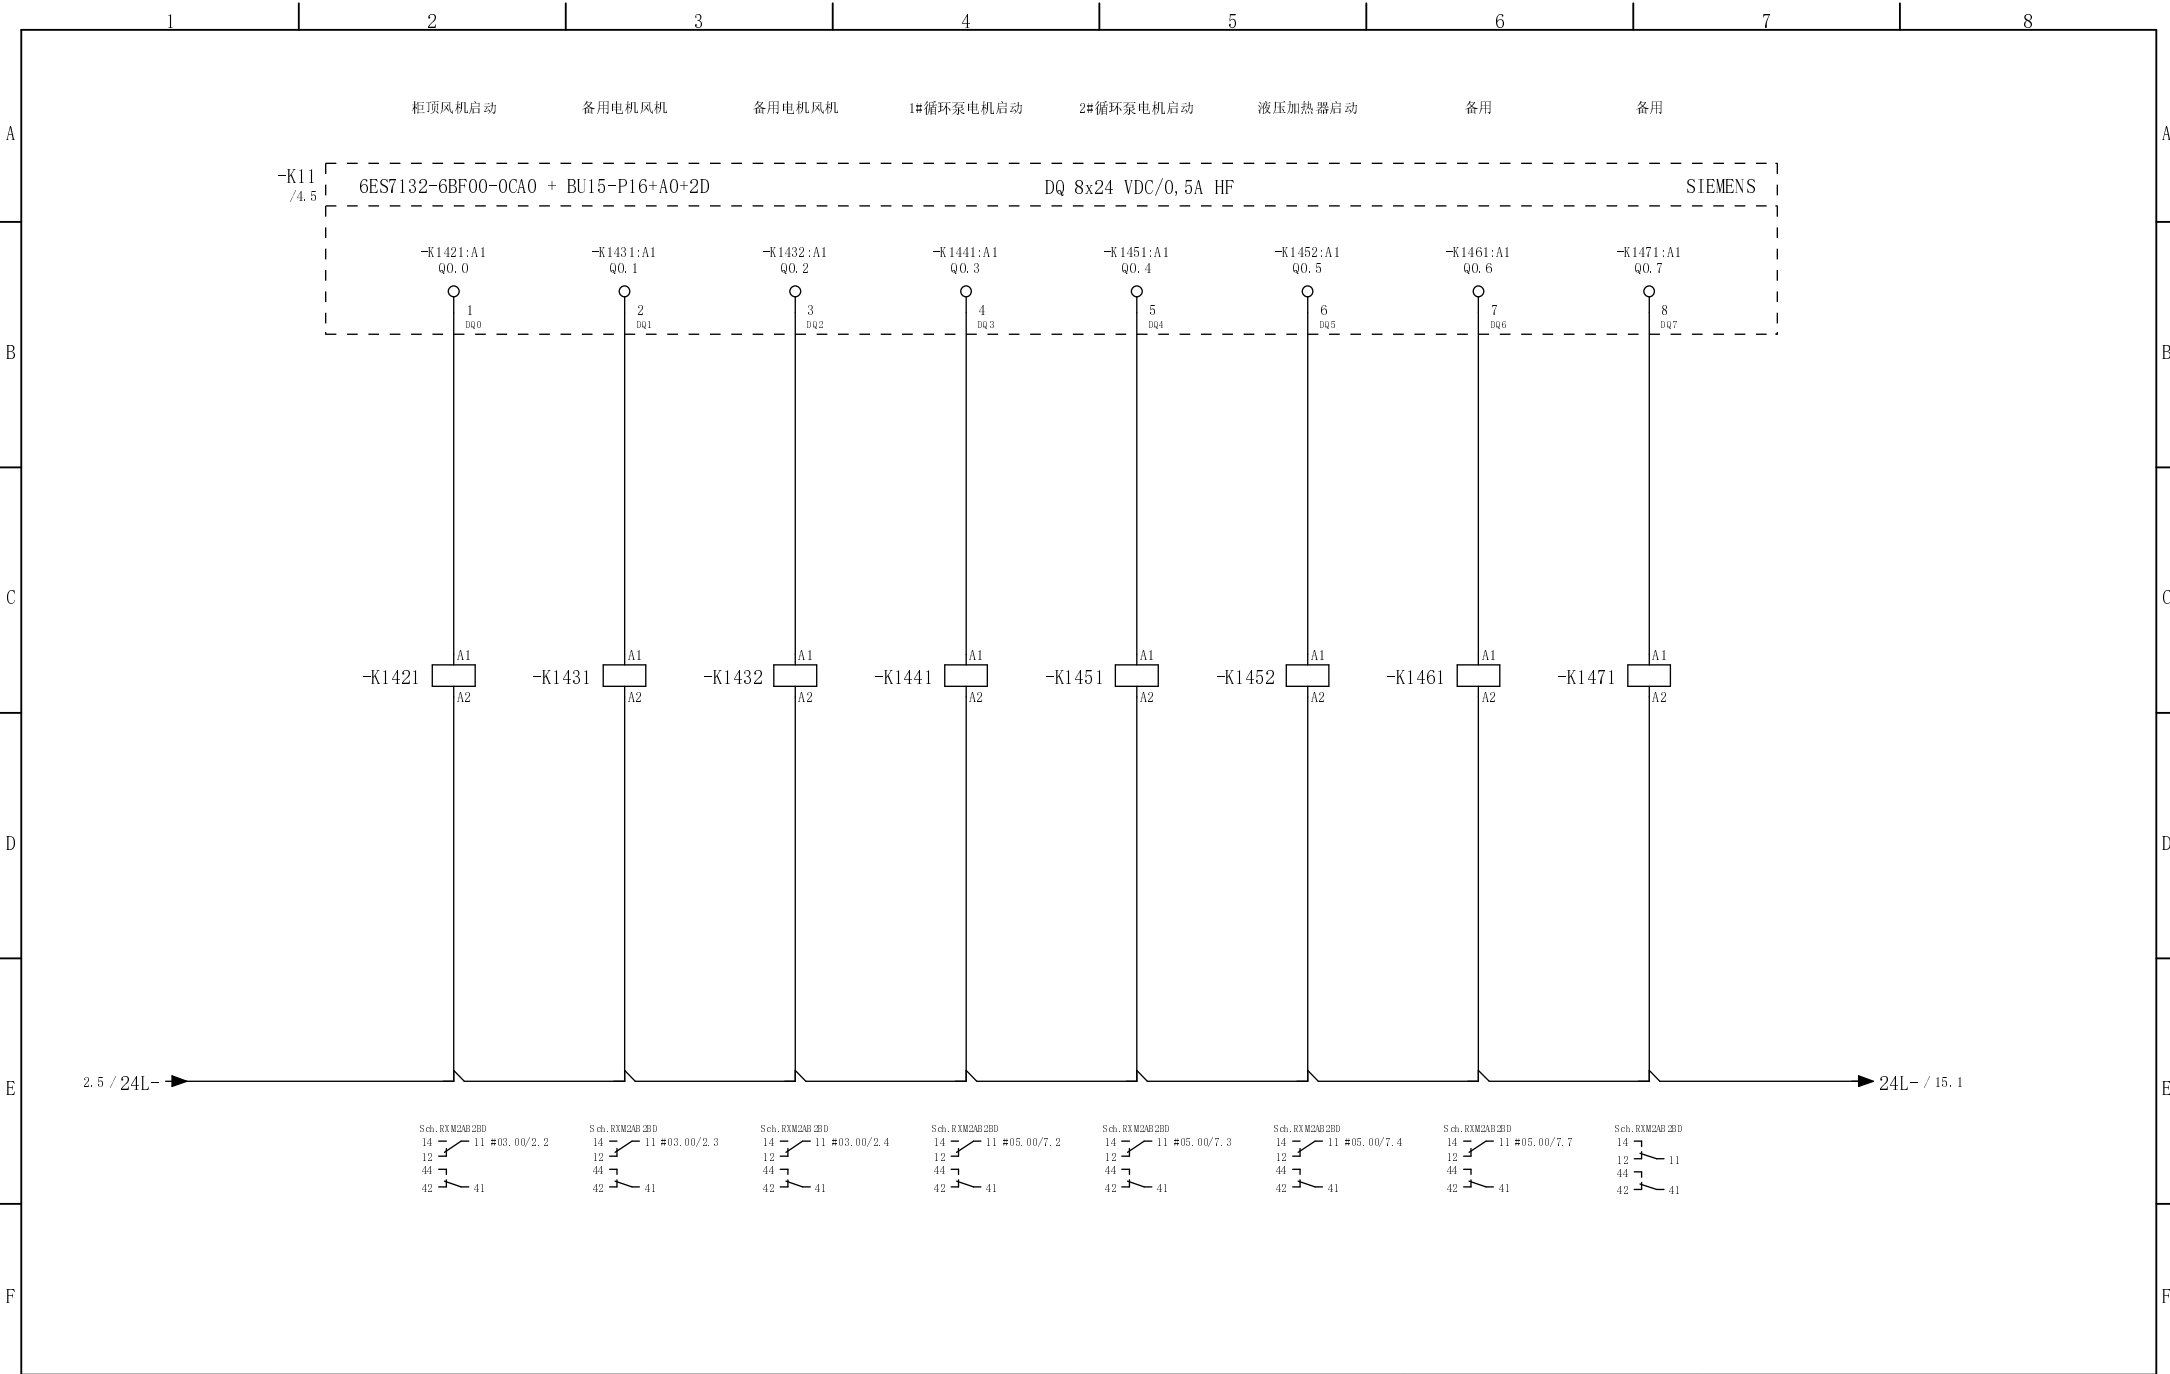 1 2 3 4 5 6 7 8
柜顶风机启动 备用电机风机 备用电机风机 1#循环泵电机启动 2#循环泵电机启动 液压加热器启动 备用 备用
A A
-K11
/4.5
6ES7132-6BF00-0CA0 + BU15-P16+A0+2D DQ 8x24 VDC/0,5A HF SIEMENS
-K1421:A1 -K1431:A1 -K1432:A1 -K1441:A1 -K1451:A1 -K1452:A1 -K1461:A1 -K1471:A1
Q0.0 Q0.1 Q0.2 Q0.3 Q0.4 Q0.5 Q0.6 Q0.7
1 2 3 4 5 6 7 8
DQ0 DQ1 DQ2 DQ3 DQ4 DQ5 DQ6 DQ7
B B
C C
A1 A1 A1 A1 A1 A1 A1 A1
-K1421 -K1431 -K1432 -K1441 -K1451 -K1452 -K1461 -K1471
A2 A2 A2 A2 A2 A2 A2 A2
D D
2.5 / 24L- 24L- / 15.1
E E
Sch.RXM2AB2BD Sch.RXM2AB2BD Sch.RXM2AB2BD Sch.RXM2AB2BD Sch.RXM2AB2BD Sch.RXM2AB2BD Sch.RXM2AB2BD Sch.RXM2AB2BD
14 11 #03.00/2.2 14 11 #03.00/2.3 14 11 #03.00/2.4 14 11 #05.00/7.2 14 11 #05.00/7.3 14 11 #05.00/7.4 14 11 #05.00/7.7 14
12 12 12 12 12 12 12 12 11
44 44 44 44 44 44 44 44
42 41 42 41 42 41 42 41 42 41 42 41 42 41 42 41
F F